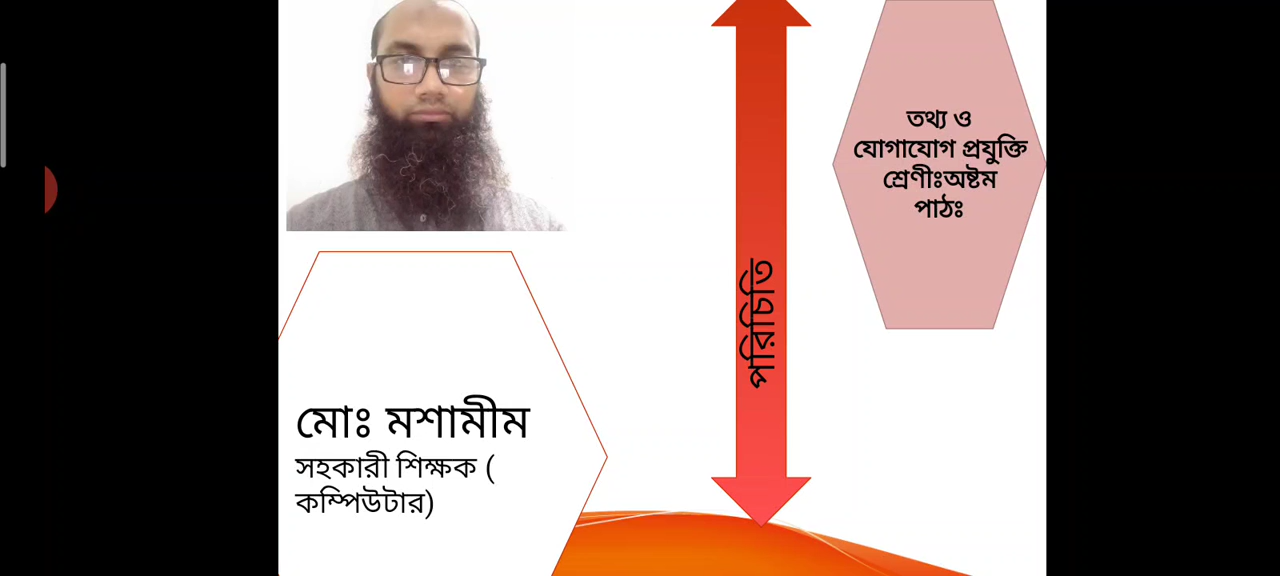 তথ্য ও
যোগাযোগ প্রযুক্তি
শ্রেণীঃঅষ্টম
পাঠঃ
পরিচিতি
মোঃ মশামীম
সহকারী শিক্ষক (
কম্পিউটার)